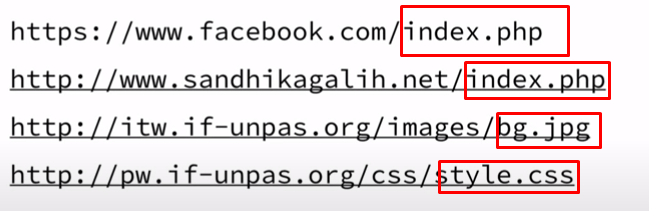 https://www.facebook.com/index.php
http://www.sandhikagalih.net/index.php
http://itw.if-unpas.org/images/bg.jpg
http://pw.if-unpas.org/css/style.css